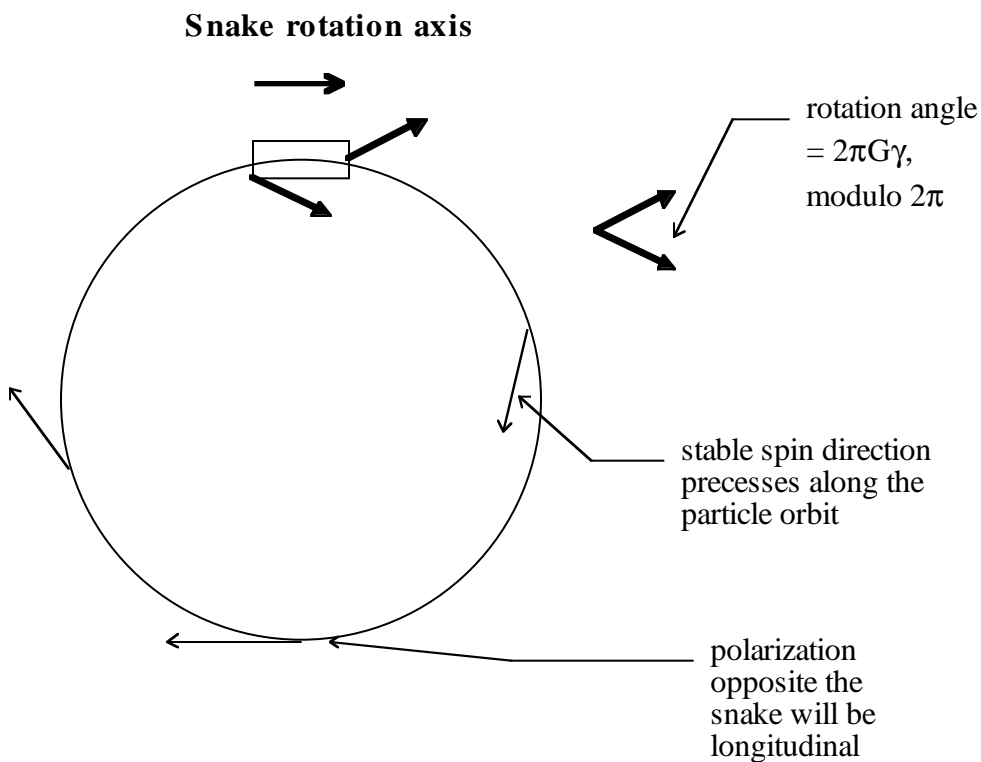 Snake rotation axis
rotation angle
= 2πGγ,
modulo 2π
stable spin direction
precesses along the
particle orbit
polarization
opposite the
snake will be
longitudinal